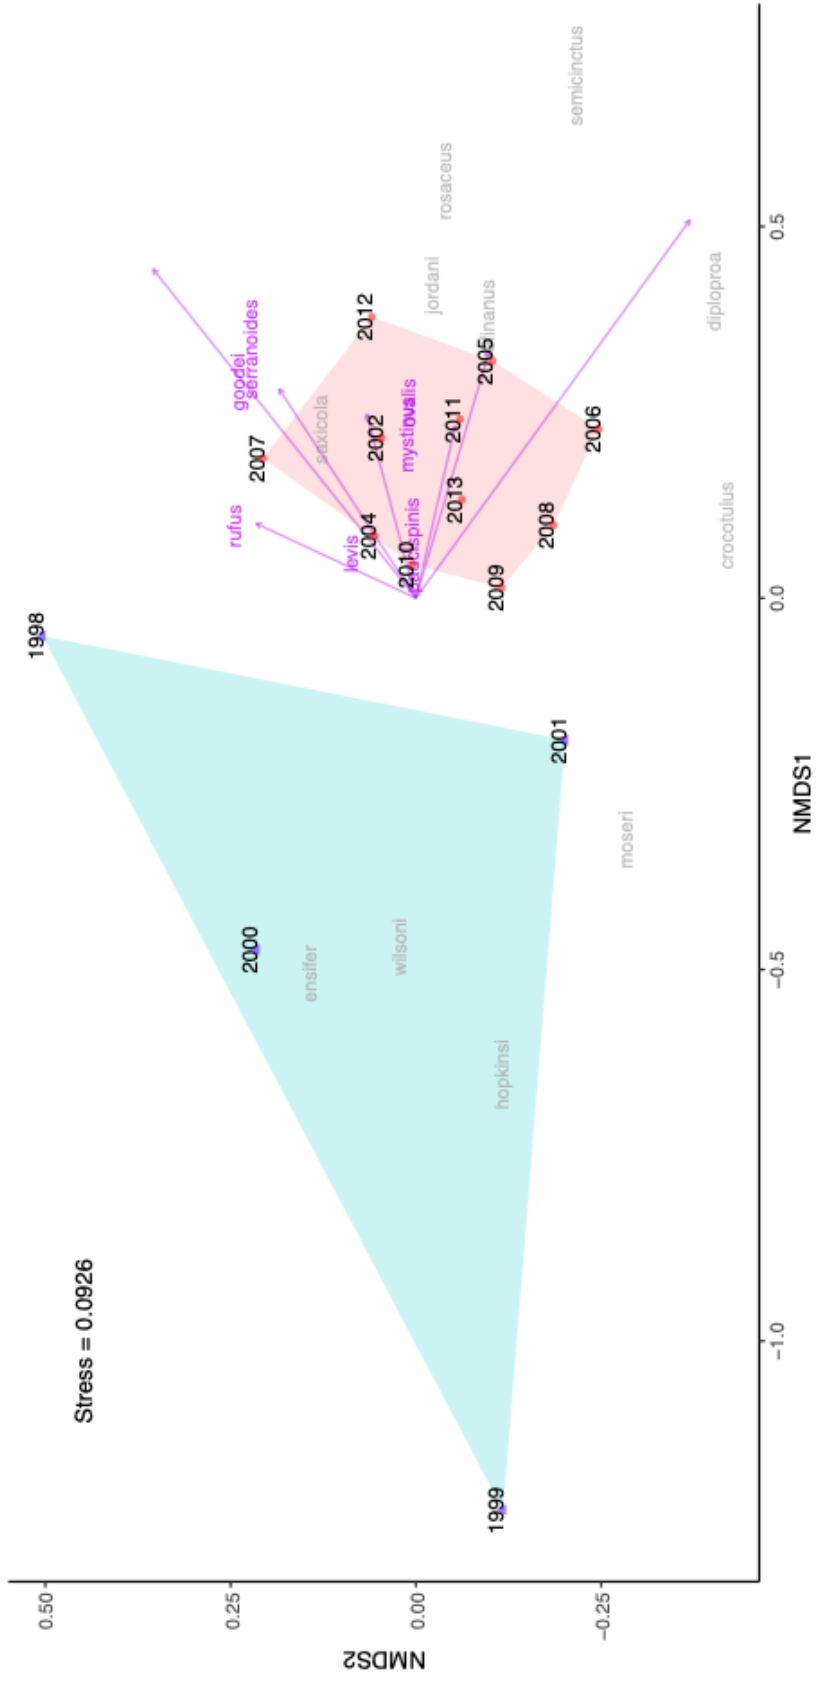 0.50
0.25
0.00
−0.25
NMDS2
1998
Stress = 0.0926
goodei
serranoides
rufus
2007
2000
saxicola
ensifer
levis
2012
2004
2002
wilsoni
mystinus
ovalis
2010
jordani
rosaceus
2011
2013
2005
1999
hopkinsi
2009
semicinctus
2008
2001
2006
moseri
diploproa
crocotulus
−1.0
−0.5
0.0
0.5
NMDS1